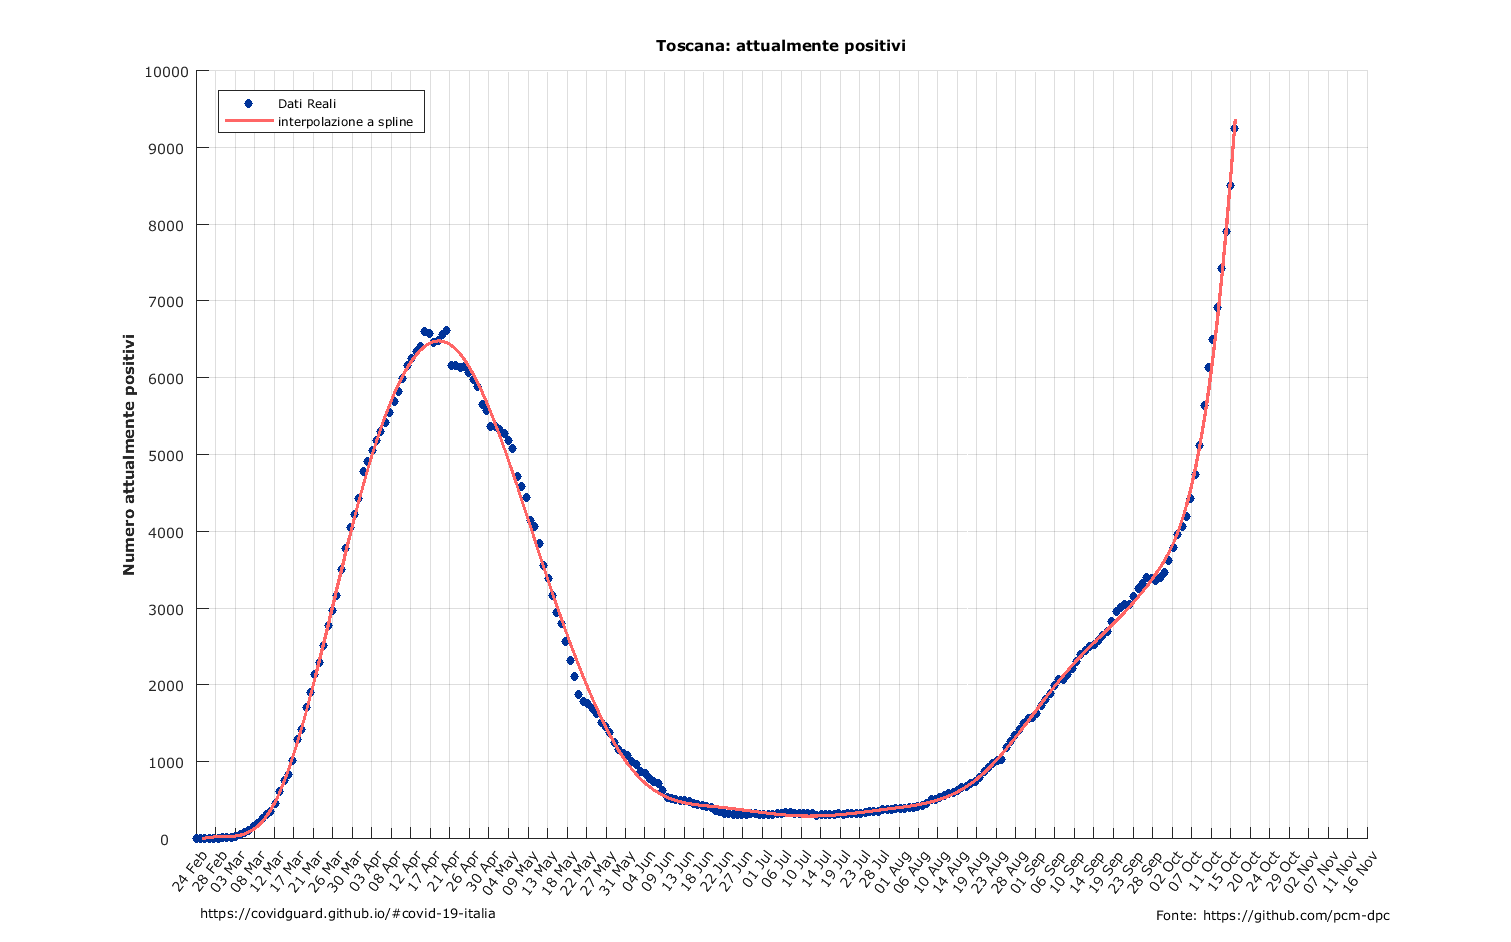 Toscana: attualmente positivi
10000
9000
8000
7000
6000
5000
4000
3000
2000
1000
0
Numero attualmente positivi
Dati Reali
interpolazione a spline
24 Feb
28 Feb
03 Mar
08 Mar
12 Mar
17 Mar
21 Mar
26 Mar
30 Mar
03 Apr
08 Apr
12 Apr
17 Apr
21 Apr
26 Apr
30 Apr
04 May
09 May
13 May
18 May
22 May
27 May
31 May
04 Jun
09 Jun
13 Jun
18 Jun
22 Jun
27 Jun
01 Jul
06 Jul
10 Jul
14 Jul
19 Jul
23 Jul
28 Jul
01 Aug
06 Aug
10 Aug
14 Aug
19 Aug
23 Aug
28 Aug
01 Sep
06 Sep
10 Sep
14 Sep
19 Sep
23 Sep
28 Sep
02 Oct
07 Oct
11 Oct
15 Oct
20 Oct
24 Oct
29 Oct
02 Nov
07 Nov
11 Nov
16 Nov
https://covidguard.github.io/#covid-19-italia
Fonte: https://github.com/pcm-dpc